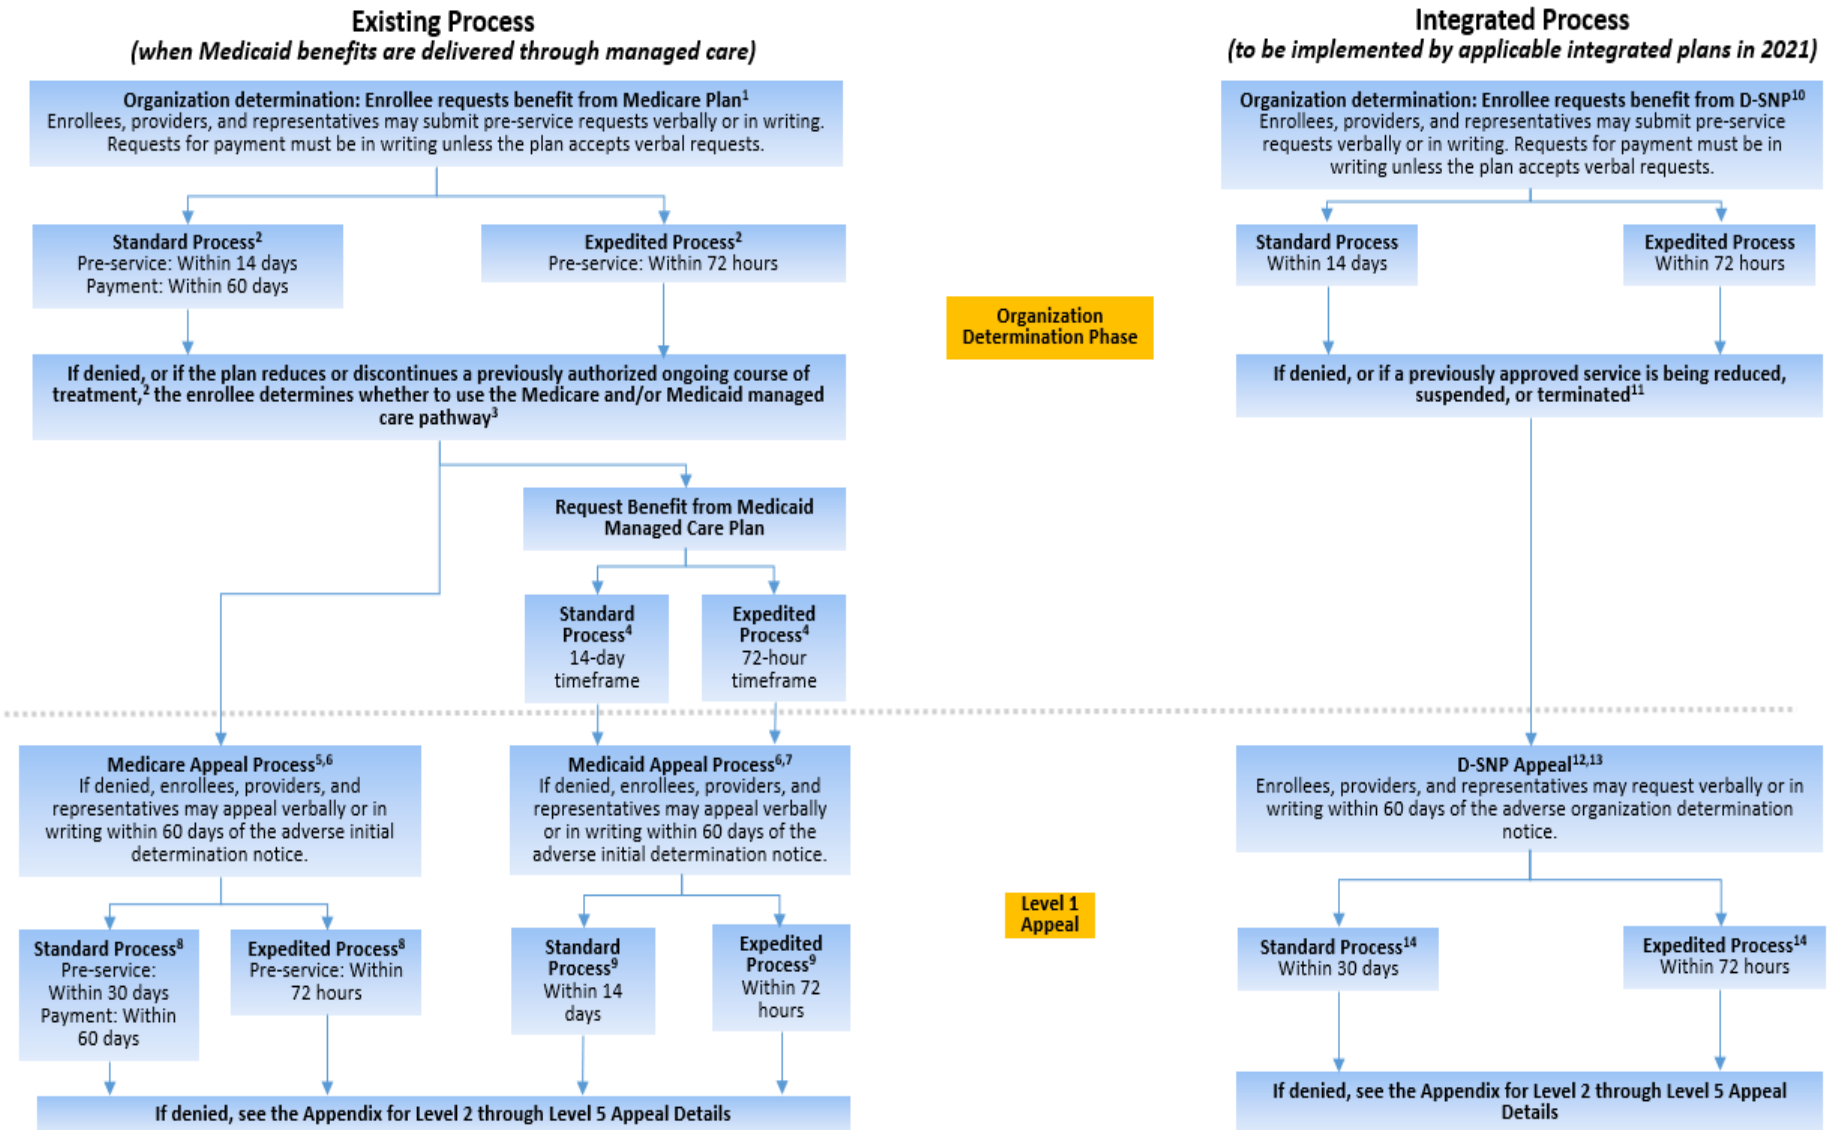 Existing Process
(when Medicaid benefits are delivered through managed care)
Organization determination: Enrollee requests benefit from Medicare Plan1
Enrollees, providers, and representatives may submit pre-service requests verbally or in writing.
Requests for payment must be in writing unless the plan accepts verbal requests.
Standard Process2
Pre-service: Within 14 days
Payment: Within 60 days
Expedited Process2
Pre-service: Within 72 hours
If denied, or if the plan reduces or discontinues a previously authorized ongoing course of
treatment,2 the enrollee determines whether to use the Medicare and/or Medicaid managed
care pathway3
Request Benefit from Medicaid
Managed Care Plan
Standard
Process4
14-day
timeframe
Expedited
Process4
72-hour
timeframe
Medicare Appeal Process5,6
If denied, enrollees, providers, and
representatives may appeal verbally or in
writing within 60 days of the adverse initial
determination notice.
Medicaid Appeal Process6,7
If denied, enrollees, providers, and
representatives may appeal verbally
or in writing within 60 days of the
adverse initial determination notice.
Standard Process8
Pre-service:
Within 30 days
Payment: Within
60 days
Expedited Process8
Pre-service: Within
72 hours
Standard
Process9
Within 14
days
Expedited
Process9
Within 72
hours
If denied, see the Appendix for Level 2 through Level 5 Appeal Details
Organization
Determination Phase
Level 1
Appeal
Integrated Process
(to be implemented by applicable integrated plans in 2021)
Organization determination: Enrollee requests benefit from D-SNP10
Enrollees, providers, and representatives may submit pre-service
requests verbally or in writing. Requests for payment must be in
writing unless the plan accepts verbal requests.
Standard Process
Within 14 days
Expedited Process
Within 72 hours
If denied, or if a previously approved service is being reduced,
suspended, or terminated11
D-SNP Appeal12,13
Enrollees, providers, and representatives may request verbally or in
writing within 60 days of the adverse organization determination
notice.
Standard Process14
Within 30 days
Expedited Process14
Within 72 hours
If denied, see the Appendix for Level 2 through Level 5 Appeal
Details